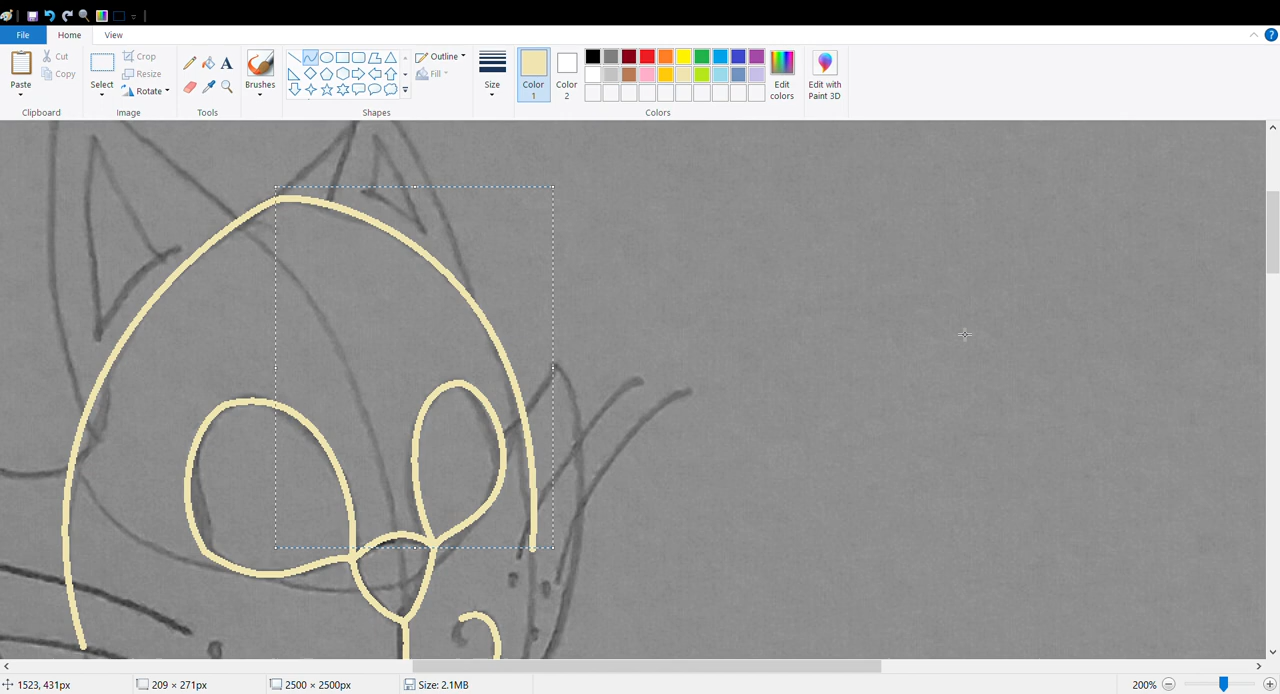 File Home View
Paste
Cut
Copy
Clipboard
Select
Crop
Resize
Rotate
Image
Tools
Brushes
Outline
Fill
Shapes
Size
Color 1
Color 2
Edit colors
Colors
Edit with Paint 3D
1523, 431px
209 × 271px
2500 × 2500px
Size: 2.1MB
200%